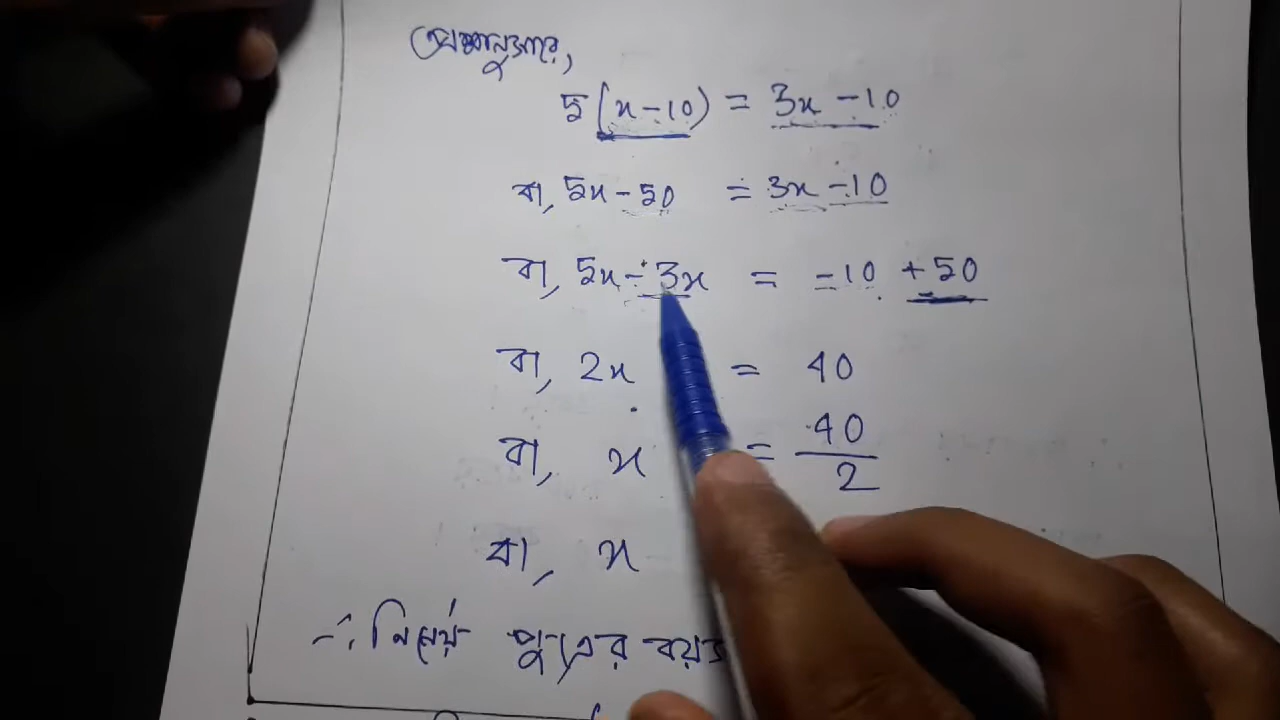 প্রশ্নানুসারে,
5(x-10) = 3x-10
বা, 5x-50 = 3x-10
বা, 5x-3x = -10 +50
বা, 2x = 40
বা, x = 40/2
বা, x
∴ নির্ণেয় পুত্রের বয়স